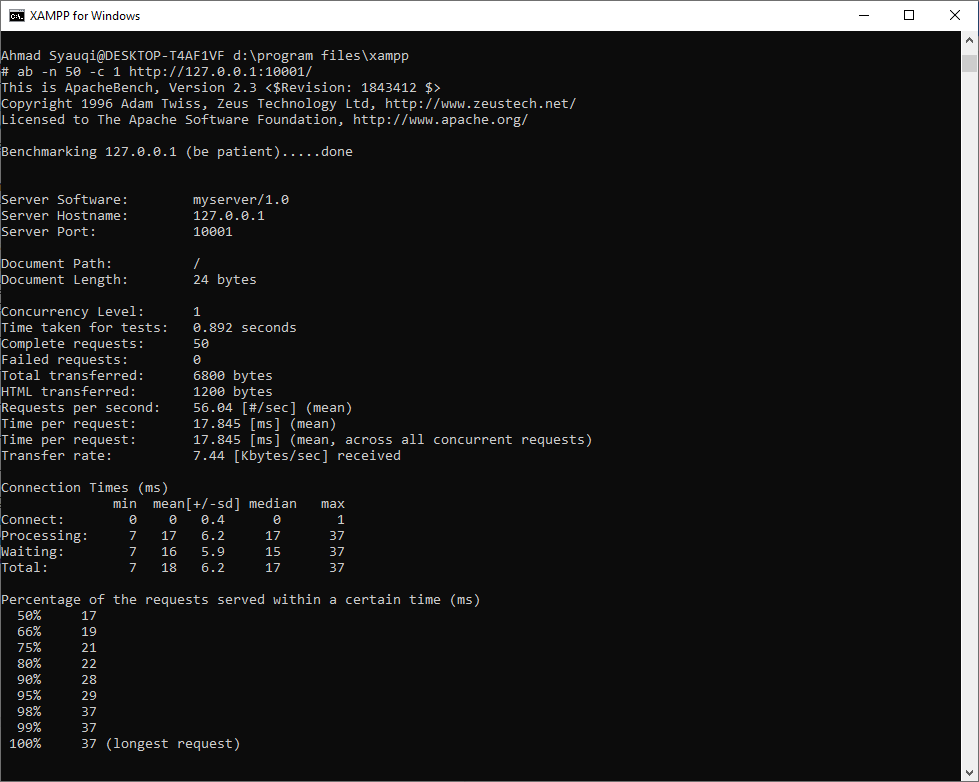 XAMPP for Windows
Ahmad Syauqi@DESKTOP-T4AF1VF d:\program files\xampp
# ab -n 50 -c 1 http://127.0.0.1:10001/
This is ApacheBench, Version 2.3 <$Revision: 1843412 $>
Copyright 1996 Adam Twiss, Zeus Technology Ltd, http://www.zeustech.net/
Licensed to The Apache Software Foundation, http://www.apache.org/
Benchmarking 127.0.0.1 (be patient).....done
Server Software:        myserver/1.0
Server Hostname:        127.0.0.1
Server Port:            10001
Document Path:          /
Document Length:        24 bytes
Concurrency Level:      1
Time taken for tests:   0.892 seconds
Complete requests:      50
Failed requests:        0
Total transferred:      6800 bytes
HTML transferred:       1200 bytes
Requests per second:    56.04 [#/sec] (mean)
Time per request:       17.845 [ms] (mean)
Time per request:       17.845 [ms] (mean, across all concurrent requests)
Transfer rate:          7.44 [Kbytes/sec] received
Connection Times (ms)
              min  mean[+/-sd] median   max
Connect:        0    0   0.4      0       1
Processing:     7   17   6.2     17      37
Waiting:        7   16   5.9     15      37
Total:          7   18   6.2     17      37
Percentage of the requests served within a certain time (ms)
  50%     17
  66%     19
  75%     21
  80%     22
  90%     28
  95%     29
  98%     37
  99%     37
 100%     37 (longest request)